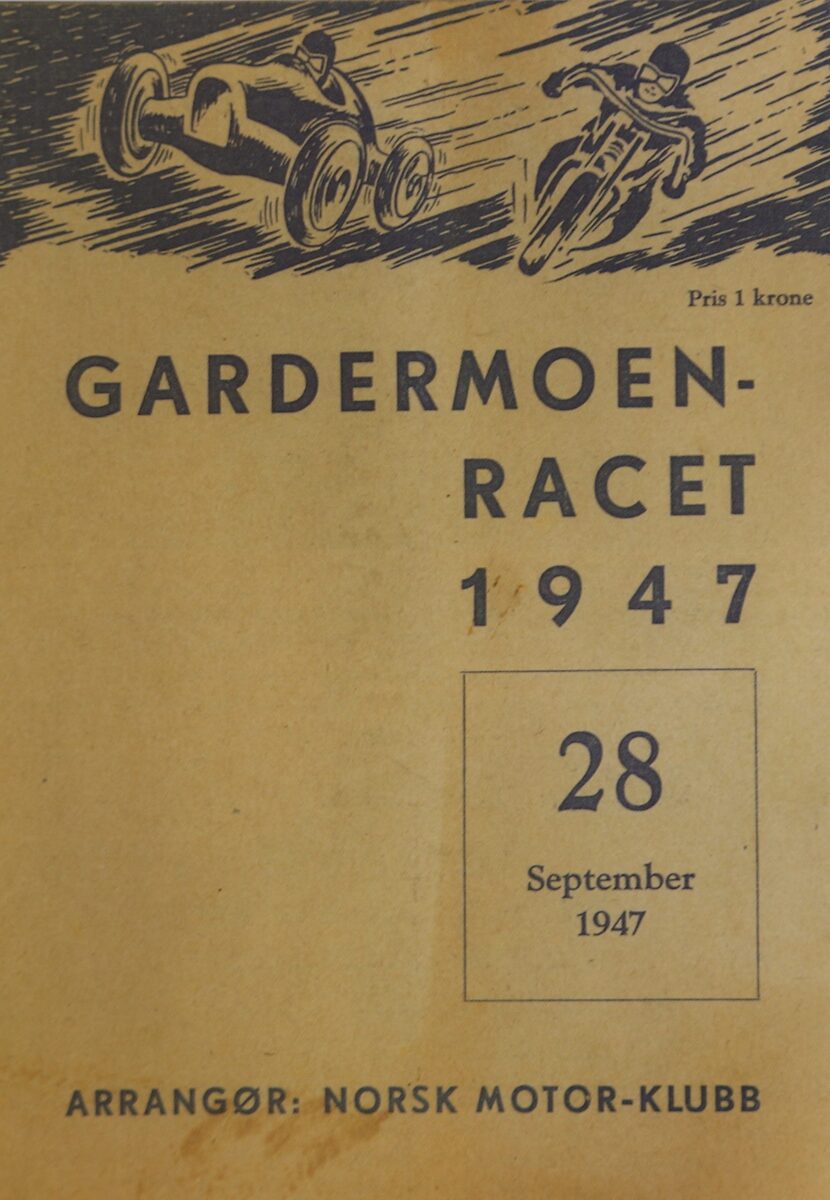 Pris 1 krone
GARDERMOEN-
RACET
1947
28
September
1947
ARRANGØR: NORSK MOTOR-KLUBB